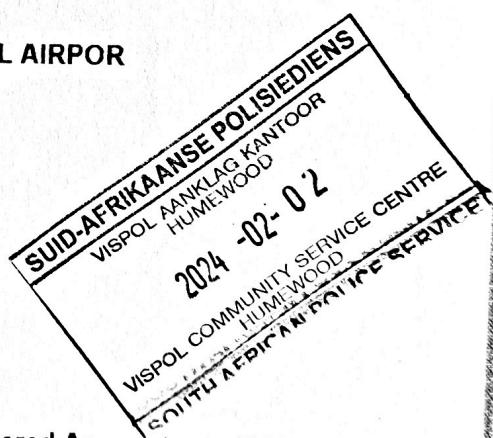 L AIRPOR
SUID-AFRIKAANSE POLISIEDIENS
VISPOL AANKLAG KANTOOR
HUMEWOOD
2024 -02- 02
VISPOL COMMUNITY SERVICE CENTRE
HUMEWOOD
SOUTH AFRICAN POLICE SERVICE